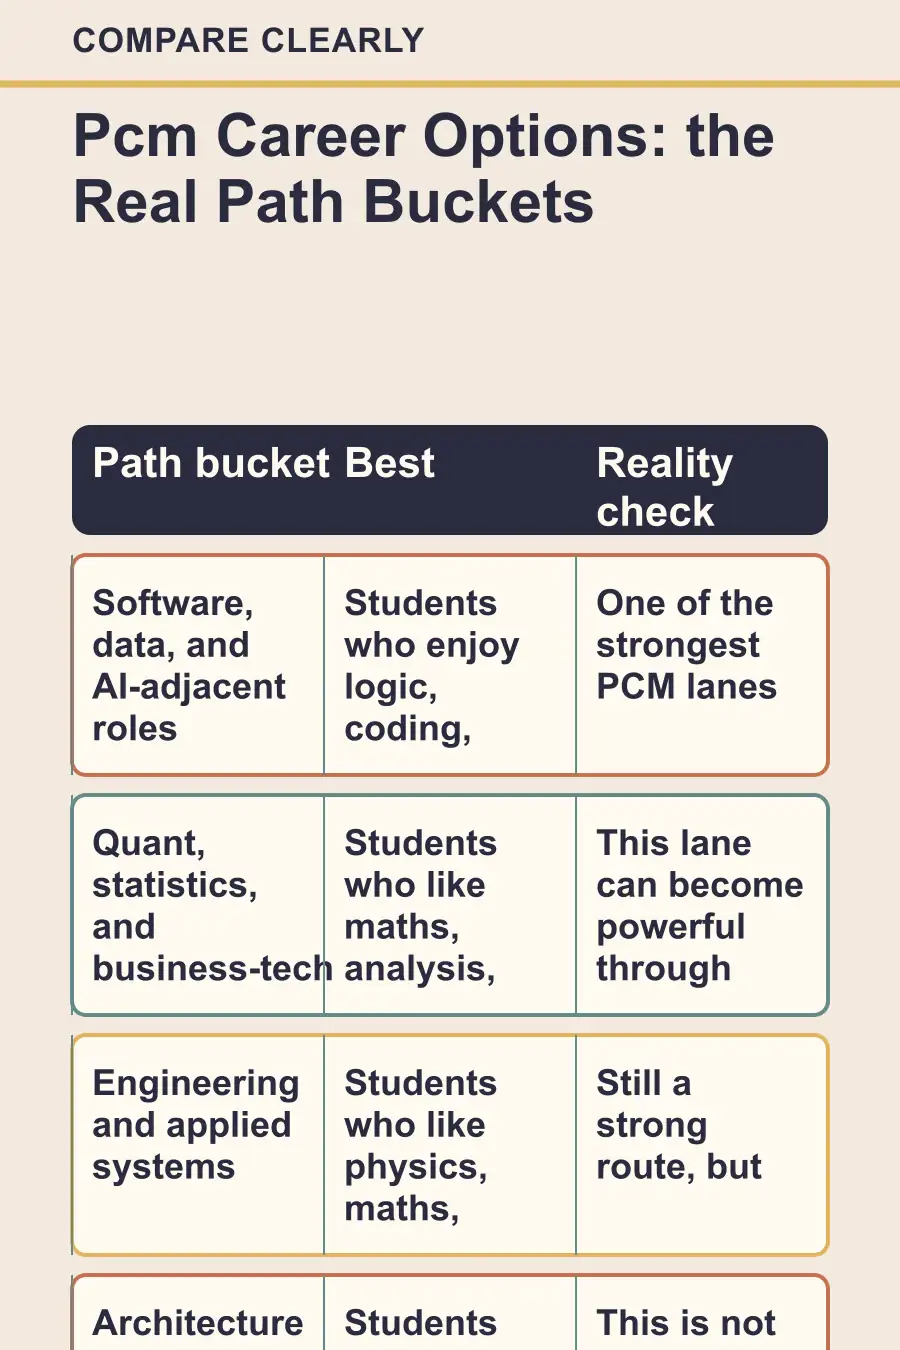 COMPARE CLEARLY
Pcm Career Options: the
Real Path Buckets
Path bucket
Best
Reality
check
Software,
data, and
AI-adjacent
roles
Students
who enjoy
logic,
coding,
One of the
strongest
PCM lanes
Quant,
statistics,
and
business-tech
Students
who like
maths,
analysis,
This lane
can become
powerful
through
Engineering
and applied
systems
Students
who like
physics,
maths,
Still a
strong
route, but
Architecture
Students
This is not